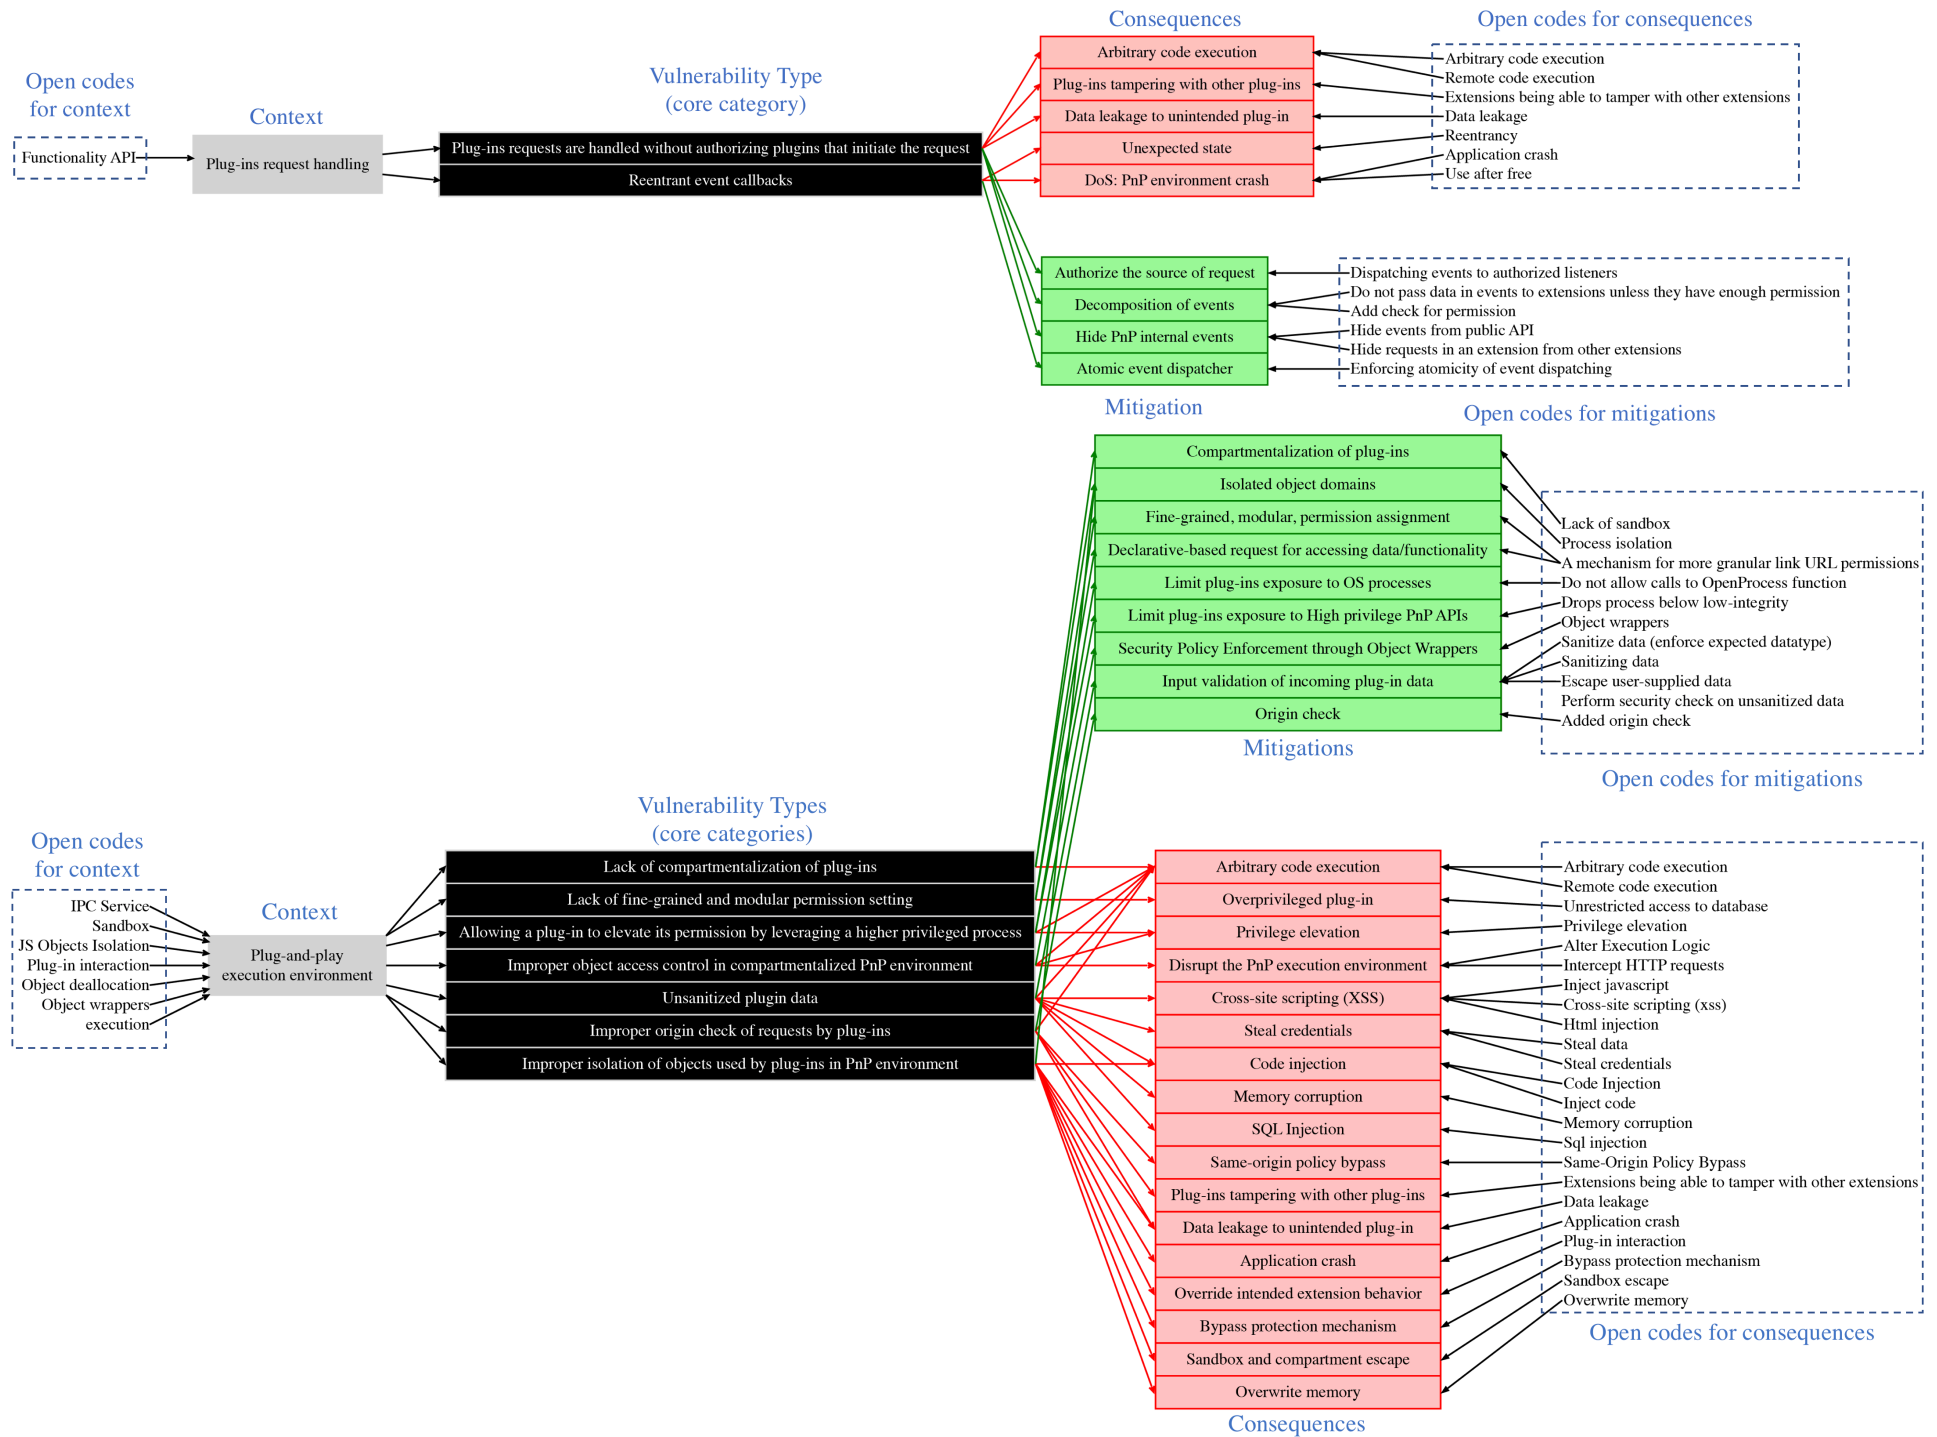 Open codes
for context
Functionality API
Context
Plug-ins request handling
Vulnerability Type
(core category)
Plug-ins requests are handled without authorizing plugins that initiate the request
Reentrant event callbacks
Consequences
Arbitrary code execution
Plug-ins tampering with other plug-ins
Data leakage to unintended plug-in
Unexpected state
DoS: PnP environment crash
Open codes for consequences
Arbitrary code execution
Remote code execution
Extensions being able to tamper with other extensions
Data leakage
Reentrancy
Application crash
Use after free
Authorize the source of request
Decomposition of events
Hide PnP internal events
Atomic event dispatcher
Mitigation
Dispatching events to authorized listeners
Do not pass data in events to extensions unless they have enough permission
Add check for permission
Hide events from public API
Hide requests in an extension from other extensions
Enforcing atomicity of event dispatching
Open codes for mitigations
Compartmentalization of plug-ins
Isolated object domains
Fine-grained, modular, permission assignment
Declarative-based request for accessing data/functionality
Limit plug-ins exposure to OS processes
Limit plug-ins exposure to High privilege PnP APIs
Security Policy Enforcement through Object Wrappers
Input validation of incoming plug-in data
Origin check
Mitigations
Lack of sandbox
Process isolation
A mechanism for more granular link URL permissions
Do not allow calls to OpenProcess function
Drops process below low-integrity
Object wrappers
Sanitize data (enforce expected datatype)
Sanitizing data
Escape user-supplied data
Perform security check on unsanitized data
Added origin check
Open codes for mitigations
Open codes
for context
IPC Service
Sandbox
JS Objects Isolation
Plug-in interaction
Object deallocation
Object wrappers
execution
Context
Plug-and-play
execution environment
Vulnerability Types
(core categories)
Lack of compartmentalization of plug-ins
Lack of fine-grained and modular permission setting
Allowing a plug-in to elevate its permission by leveraging a higher privileged process
Improper object access control in compartmentalized PnP environment
Unsanitized plugin data
Improper origin check of requests by plug-ins
Improper isolation of objects used by plug-ins in PnP environment
Arbitrary code execution
Overprivileged plug-in
Privilege elevation
Disrupt the PnP execution environment
Cross-site scripting (XSS)
Steal credentials
Code injection
Memory corruption
SQL Injection
Same-origin policy bypass
Plug-ins tampering with other plug-ins
Data leakage to unintended plug-in
Application crash
Override intended extension behavior
Bypass protection mechanism
Sandbox and compartment escape
Overwrite memory
Consequences
Arbitrary code execution
Remote code execution
Unrestricted access to database
Privilege elevation
Alter Execution Logic
Intercept HTTP requests
Inject javascript
Cross-site scripting (xss)
Html injection
Steal data
Steal credentials
Code Injection
Inject code
Memory corruption
Sql injection
Same-Origin Policy Bypass
Extensions being able to tamper with other extensions
Data leakage
Application crash
Plug-in interaction
Bypass protection mechanism
Sandbox escape
Overwrite memory
Open codes for consequences